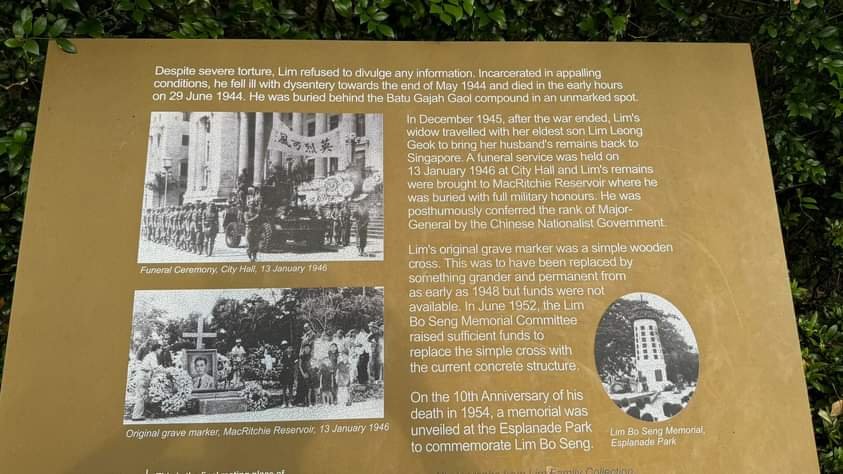 Despite severe torture, Lim refused to divulge any information. Incarcerated in appalling
conditions, he fell ill with dysentery towards the end of May 1944 and died in the early hours
on 29 June 1944. He was buried behind the Batu Gajah Gaol compound in an unmarked spot.
風西烈英
Funeral Ceremony, City Hall, 13 January 1946
Original grave marker, MacRitchie Reservoir, 13 January 1946
In December 1945, after the war ended, Lim's
widow travelled with her eldest son Lim Leong
Geok to bring her husband's remains back to
Singapore. A funeral service was held on
13 January 1946 at City Hall and Lim's remains
were brought to MacRitchie Reservoir where he
was buried with full military honours. He was
posthumously conferred the rank of Major-
General by the Chinese Nationalist Government.
Lim's original grave marker was a simple wooden
cross. This was to have been replaced by
something grander and permanent from
as early as 1948 but funds were not
available. In June 1952, the Lim
Bo Seng Memorial Committee
raised sufficient funds to
replace the simple cross with
the current concrete structure.
On the 10th Anniversary of his
death in 1954, a memorial was
unveiled at the Esplanade Park
to commemorate Lim Bo Seng.
Lim Bo Seng Memorial,
Esplanade Park
from Lim Family Collection